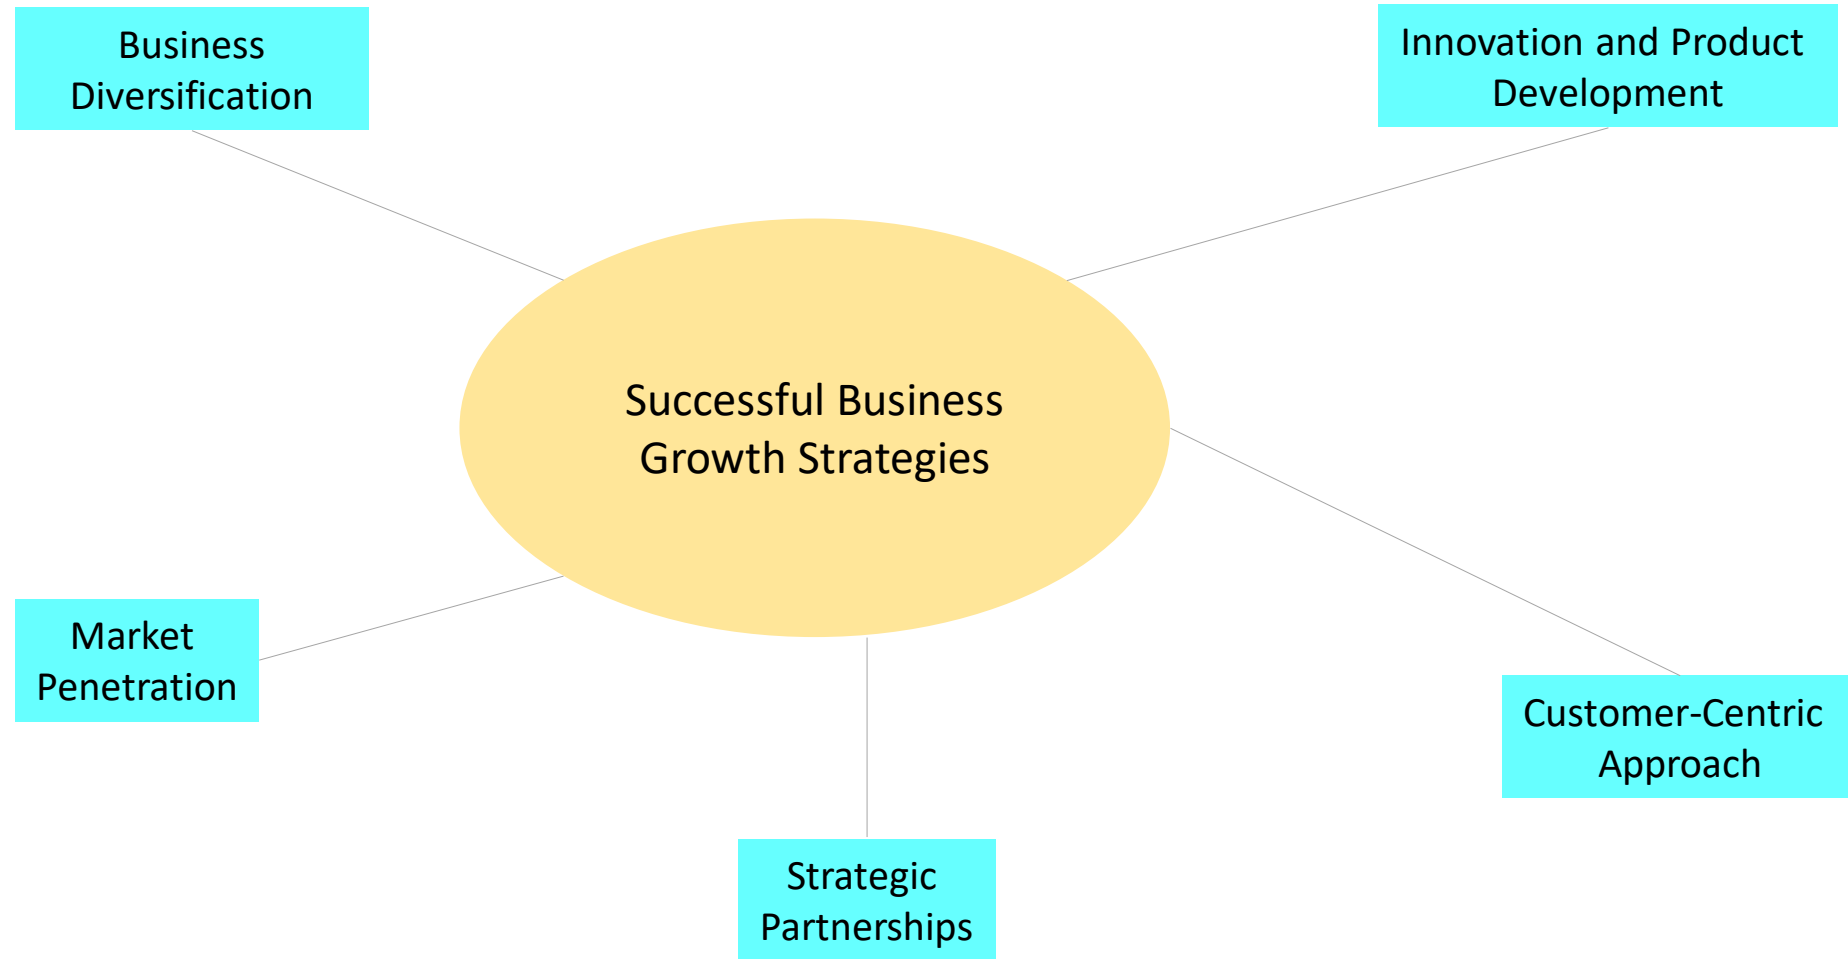 Business
Diversification
Innovation and Product
Development
Successful Business
Growth Strategies
Market
Penetration
Customer-Centric
Approach
Strategic
Partnerships